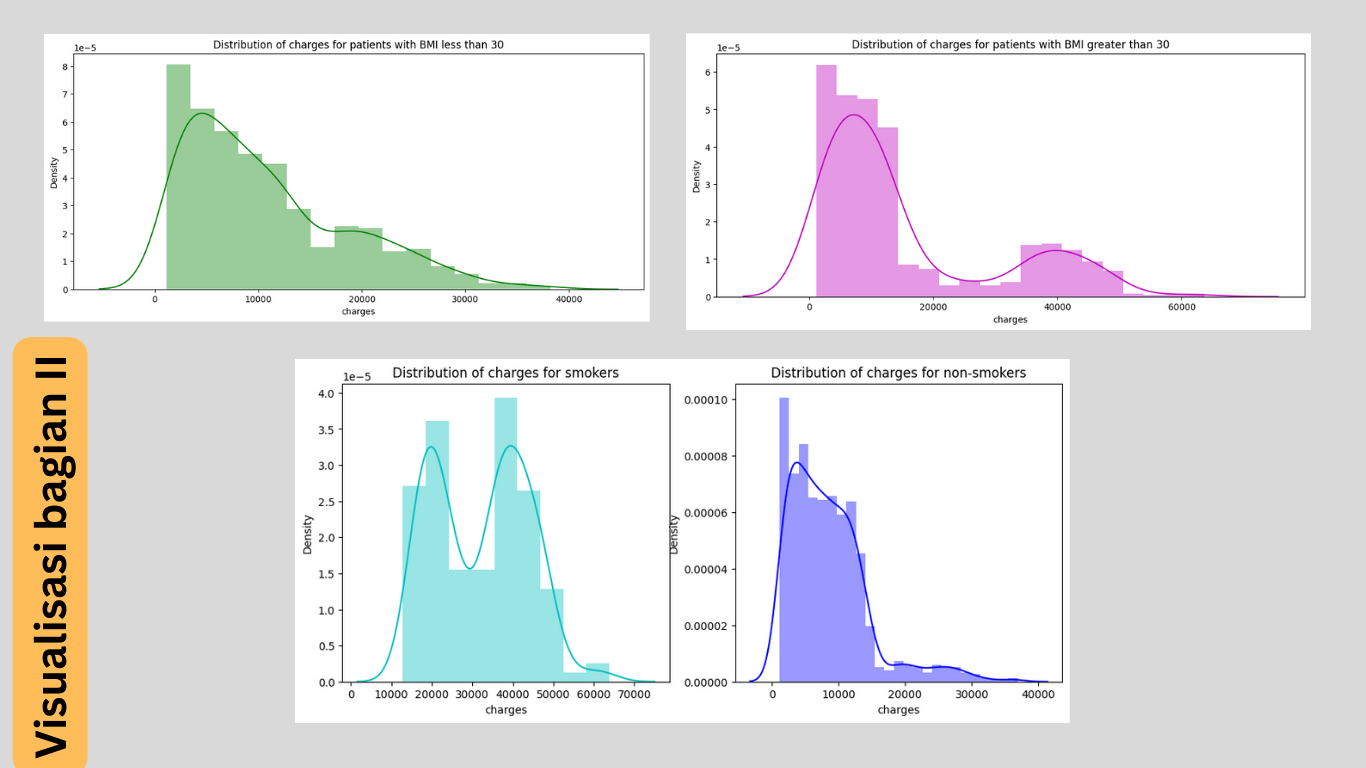 Distribution of charges for patients with BMI less than 30
1e−5
8
7
6
5
4
3
2
1
0
Density
0 10000 20000 30000 40000
charges
Distribution of charges for patients with BMI greater than 30
1e−5
6
5
4
3
2
1
0
Density
0 20000 40000 60000
charges
Visualisasi bagian II
Distribution of charges for smokers
1e−5
4.0
3.5
3.0
2.5
2.0
1.5
1.0
0.5
0.0
Density
0 10000 20000 30000 40000 50000 60000 70000
charges
Distribution of charges for non-smokers
0.00010
0.00008
0.00006
0.00004
0.00002
0.00000
Density
0 10000 20000 30000 40000
charges